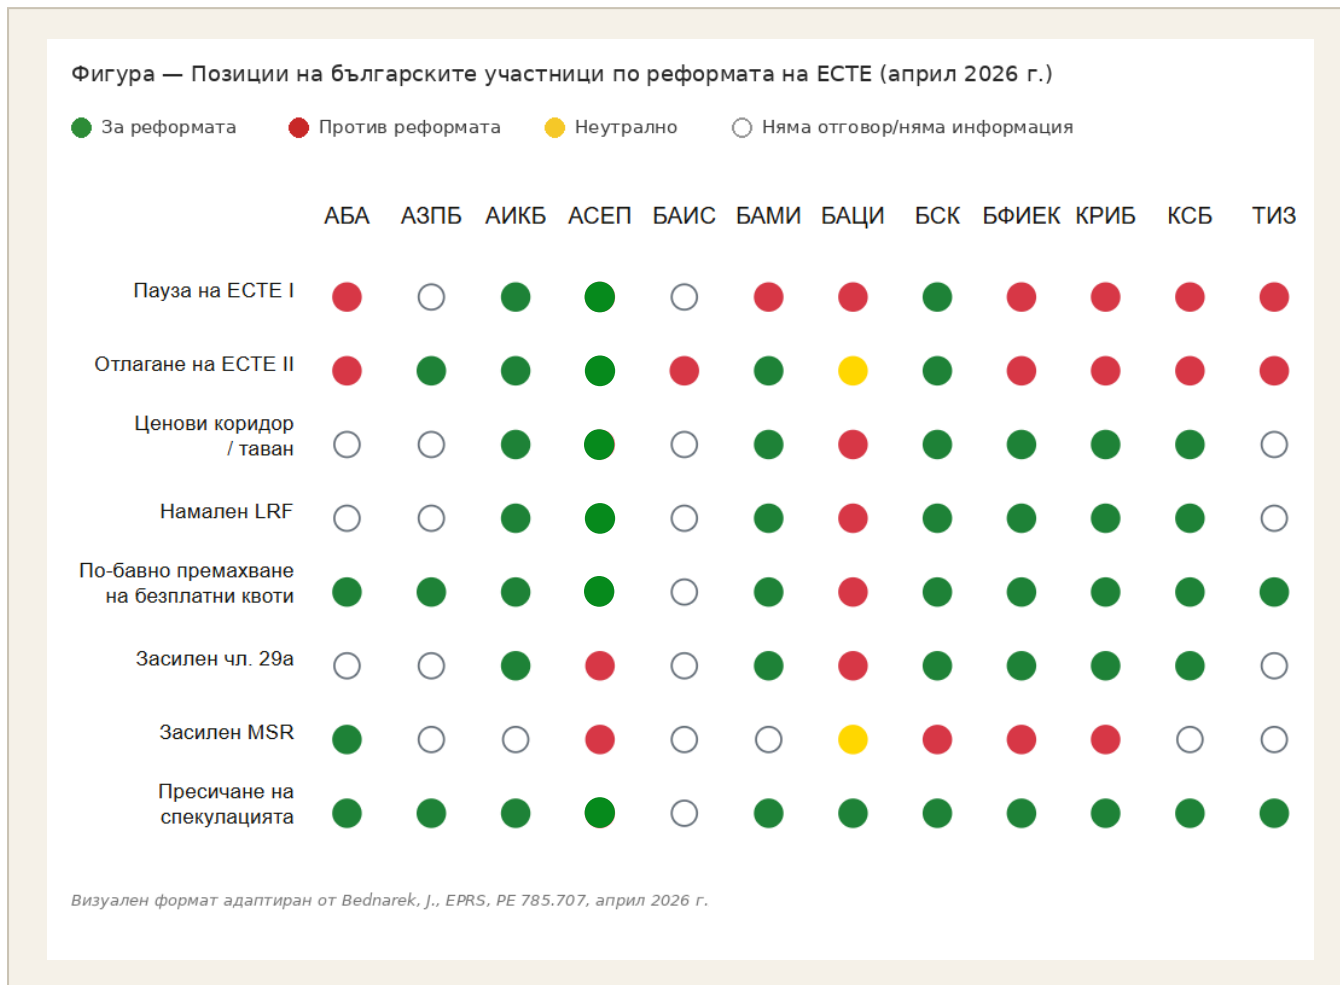 Фигура — Позиции на българските участници по реформата на ЕСТЕ (април 2026 г.)
За реформата Против реформата Неутрално Няма отговор/няма информация
АБА АЗПБ АИКБ АСЕП БАИС БАМИ БАЦИ БСК БФИЕК КРИБ КСБ ТИЗ
Пауза на ЕСТЕ I
Отлагане на ЕСТЕ II
Ценови коридор
/ таван
Намален LRF
По-бавно премахване
на безплатни квоти
Засилен чл. 29а
Засилен MSR
Пресичане на
спекулацията
Визуален формат адаптиран от Bednarek, J., EPRS, PE 785.707, април 2026 г.